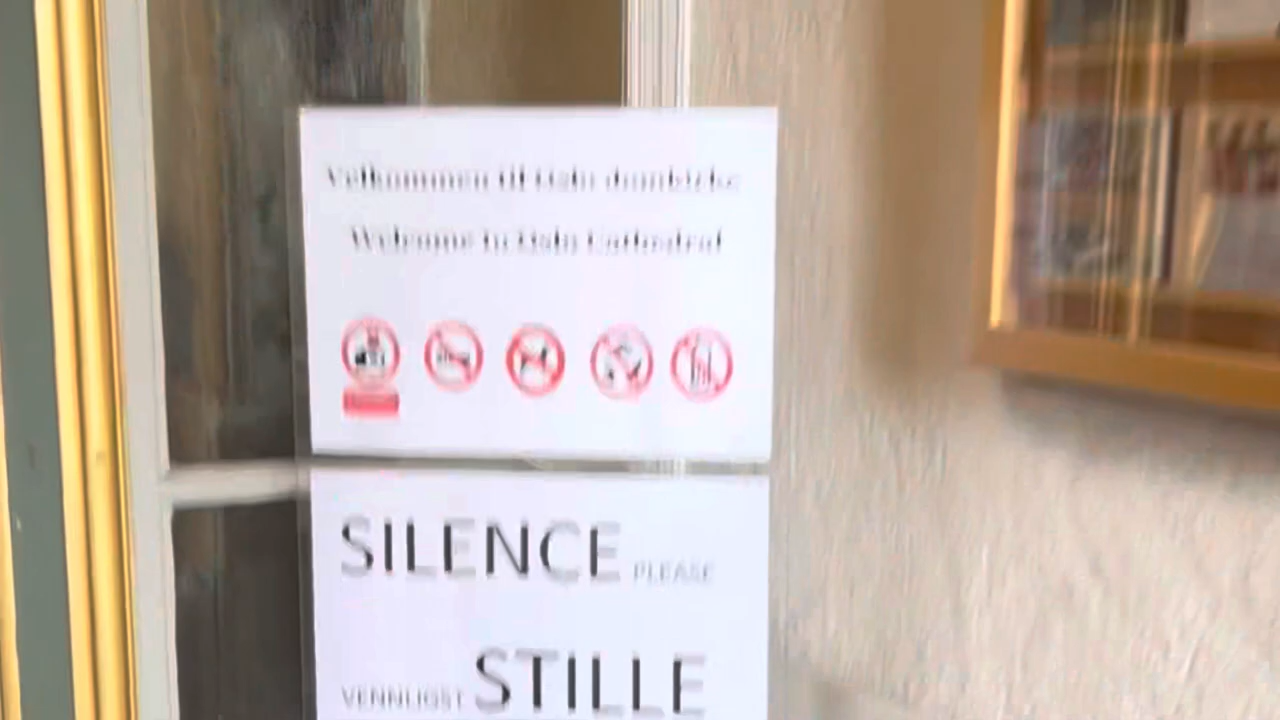 Velkommen til Oslo domkirke
Welcome to Oslo Cathedral
SILENCE PLEASE
VENNLIGST STILLE